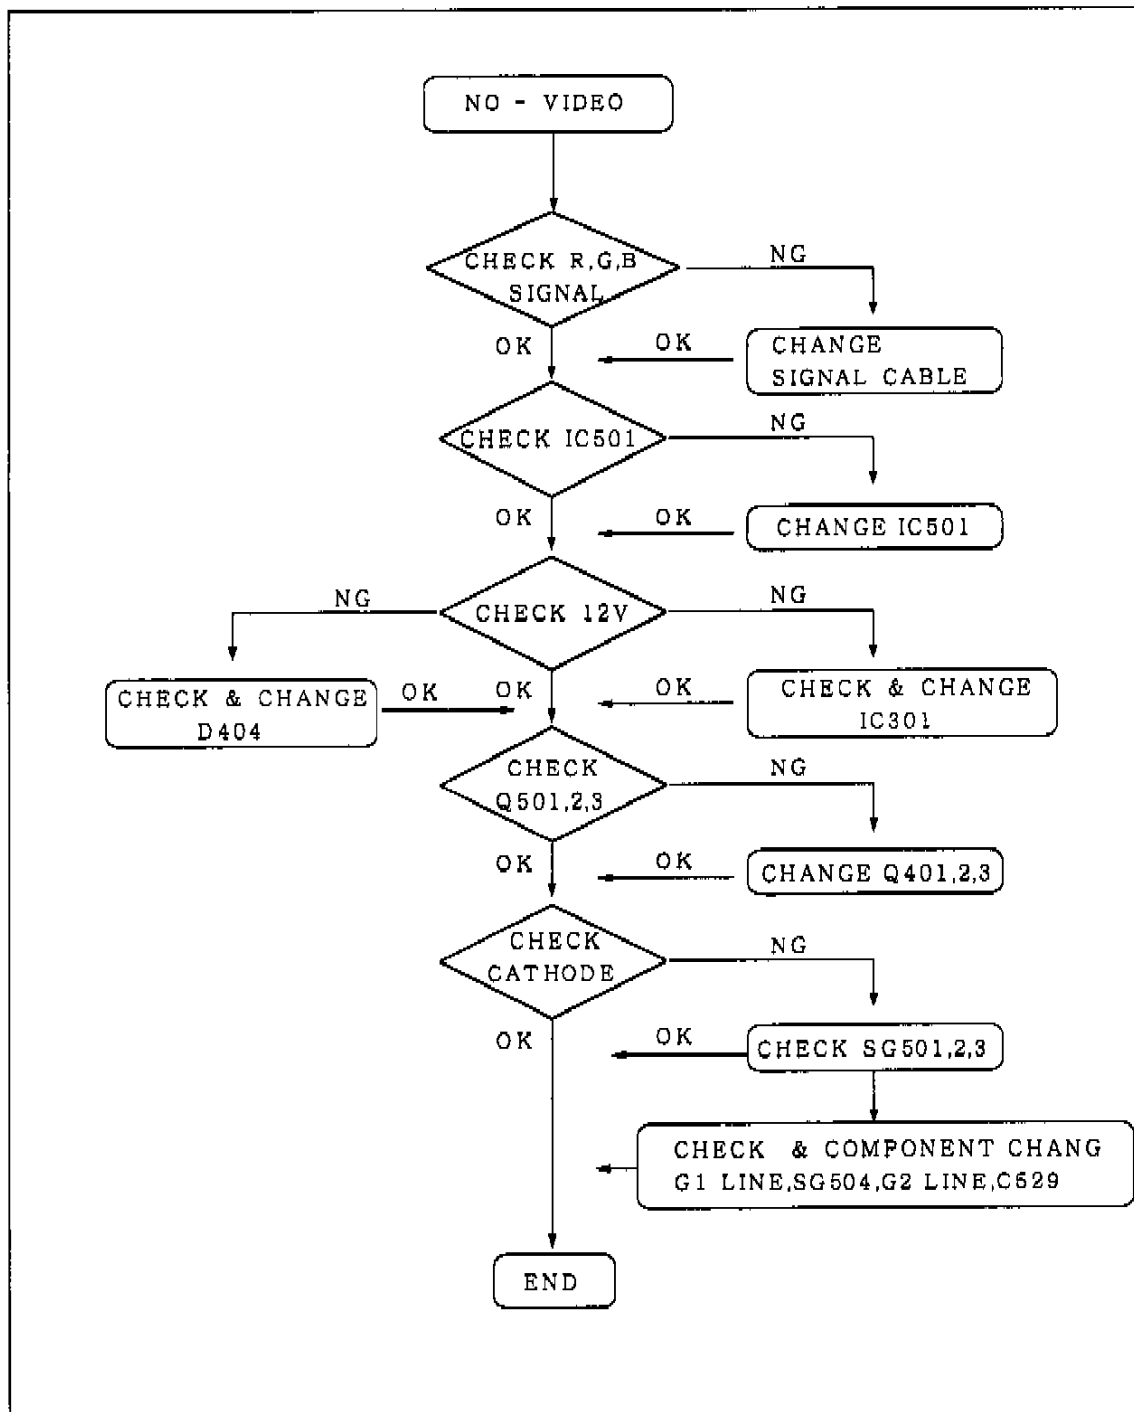 NO - VIDEO
CHECK R,G,B
SIGNAL
NG
OK
OK
CHANGE
SIGNAL CABLE
CHECK IC501
NG
OK
OK
CHANGE IC501
NG
CHECK 12V
NG
CHECK & CHANGE
D404
OK
OK
OK
CHECK & CHANGE
IC301
CHECK
Q501,2,3
NG
OK
OK
CHANGE Q401,2,3
CHECK
CATHODE
NG
OK
OK
CHECK SG501,2,3
CHECK & COMPONENT CHANG
G1 LINE,SG504,G2 LINE,C529
END